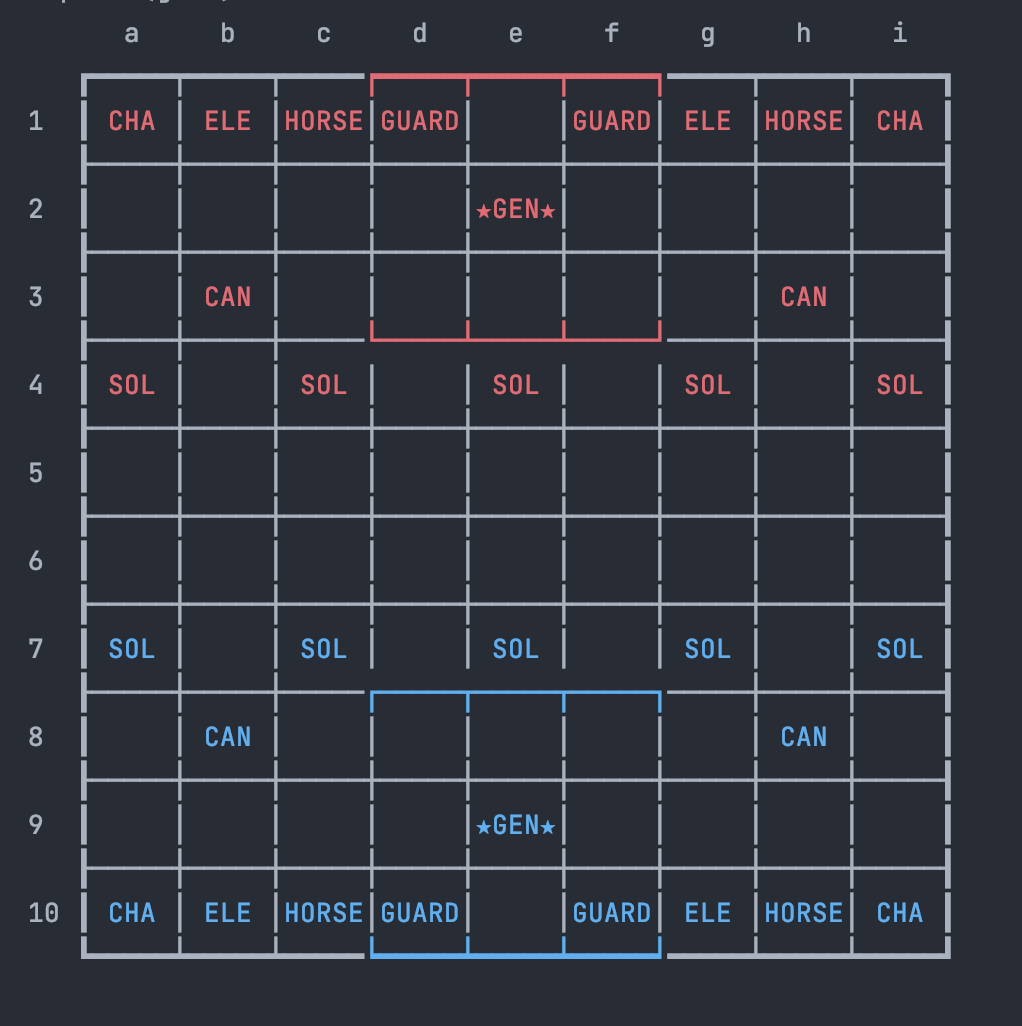 a b c d e f g h i
1 CHA ELE HORSE GUARD GUARD ELE HORSE CHA
2 ★GEN★
3 CAN CAN
4 SOL SOL SOL SOL SOL
5
6
7 SOL SOL SOL SOL SOL
8 CAN CAN
9 ★GEN★
10 CHA ELE HORSE GUARD GUARD ELE HORSE CHA